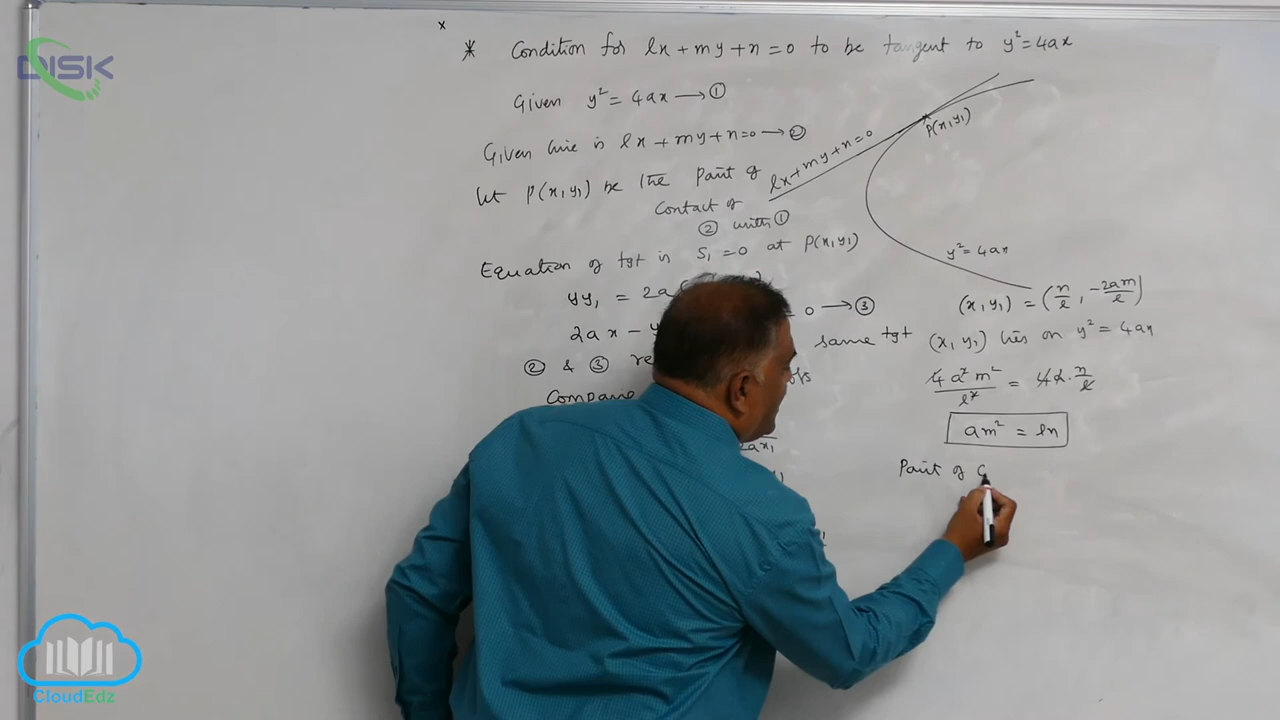 DISK
* Condition for lx + my + n = 0 to be tangent to y² = 4ax
Given y² = 4ax → ①
Given line is lx + my + n = 0 → ②
let P(x₁ y₁) be the Point of
Contact of
② with ①
Equation of tgt is S₁ = 0 at P(x₁ y₁)
yy₁ = 2a
2ax −
= 0 → ③
② & ③
same tgt
Compare
2ax₁
lx + my + n = 0
P(x₁ y₁)
y² = 4ax
(x₁, y₁) = (n/l, −2am/l)
(x₁ y₁) lies on y² = 4ax
4a²m²/l² = 4a · n/l
am² = ln
Point of C
CloudEdz